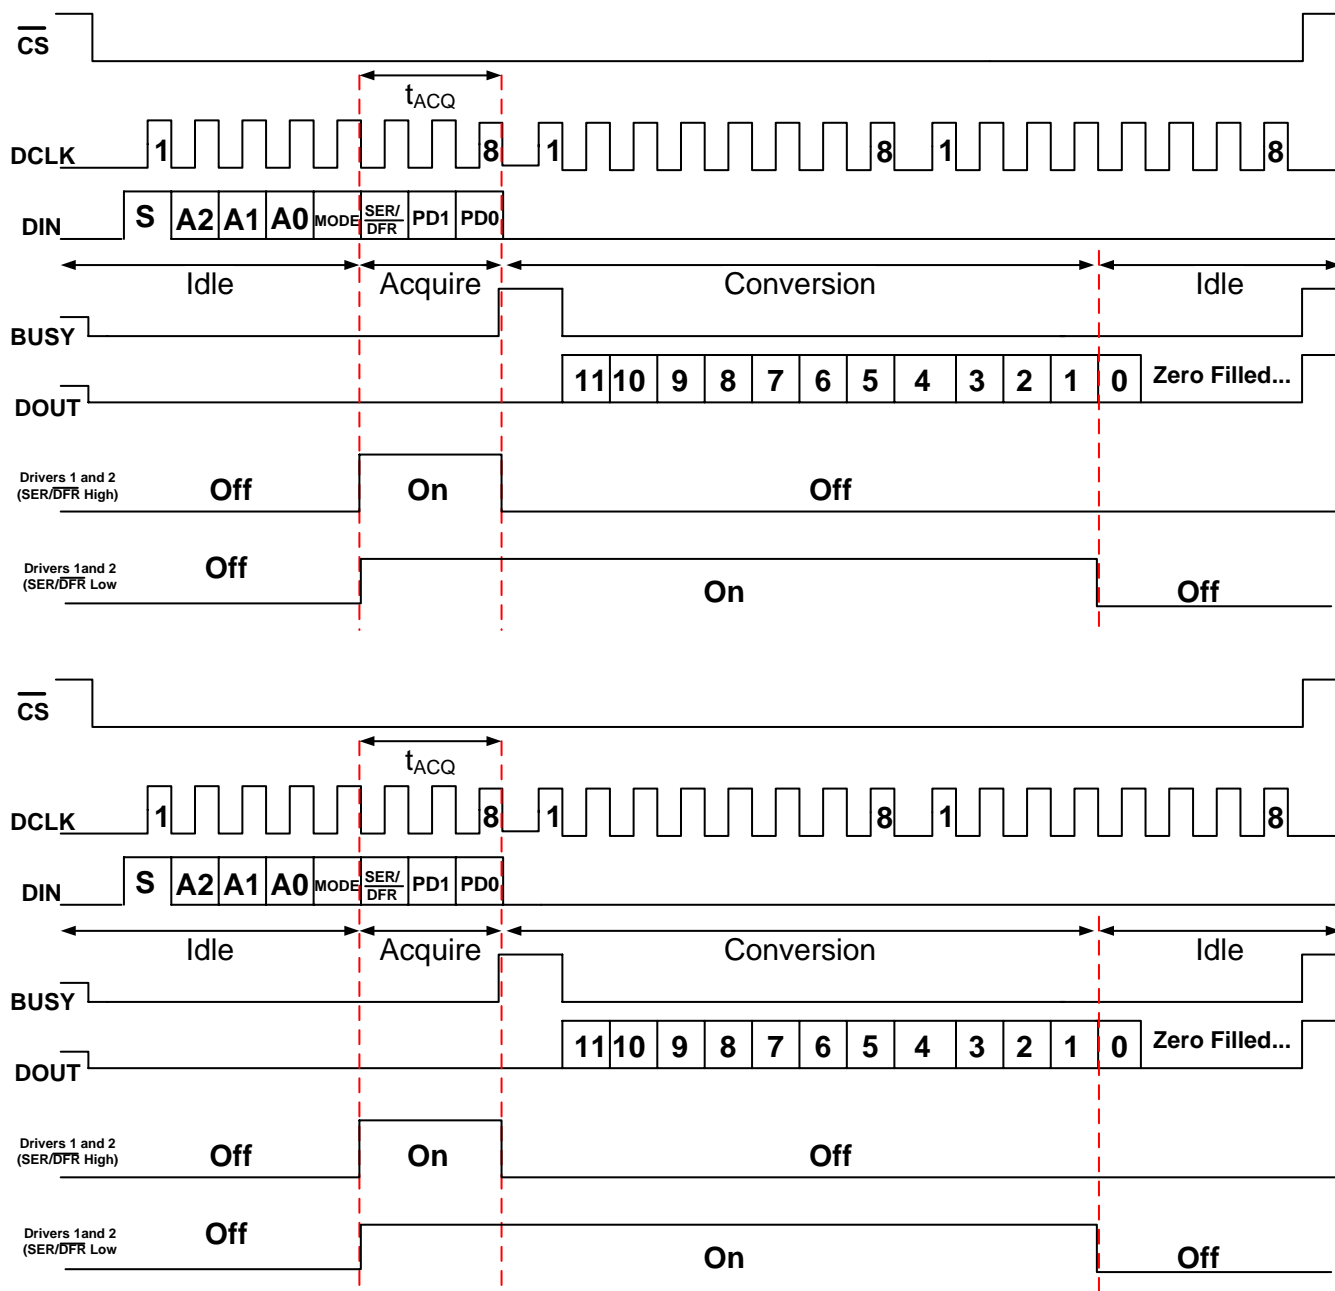 CS
tACQ
DCLK 1 8 1 8 1 8
DIN S A2 A1 A0 MODE SER/DFR PD1 PD0
Idle Acquire Conversion Idle
BUSY
DOUT 11 10 9 8 7 6 5 4 3 2 1 0 Zero Filled...
Drivers 1 and 2
(SER/DFR High)
Off On Off
Drivers 1and 2
(SER/DFR Low
Off On Off
CS
tACQ
DCLK 1 8 1 8 1 8
DIN S A2 A1 A0 MODE SER/DFR PD1 PD0
Idle Acquire Conversion Idle
BUSY
DOUT 11 10 9 8 7 6 5 4 3 2 1 0 Zero Filled...
Drivers 1 and 2
(SER/DFR High)
Off On Off
Drivers 1and 2
(SER/DFR Low
Off On Off